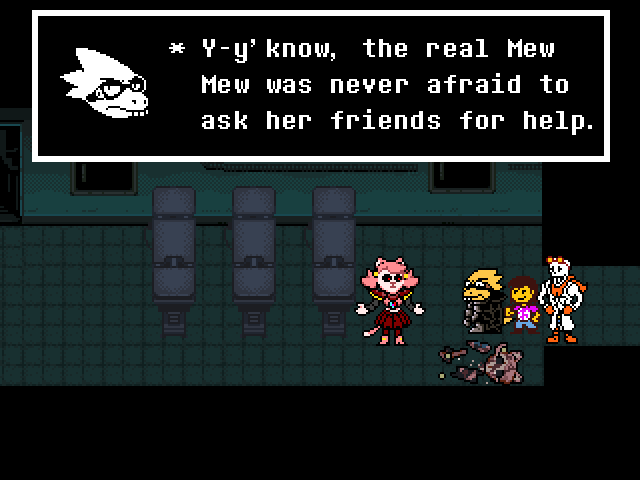 * Y-y'know, the real Mew
Mew was never afraid to
ask her friends for help.